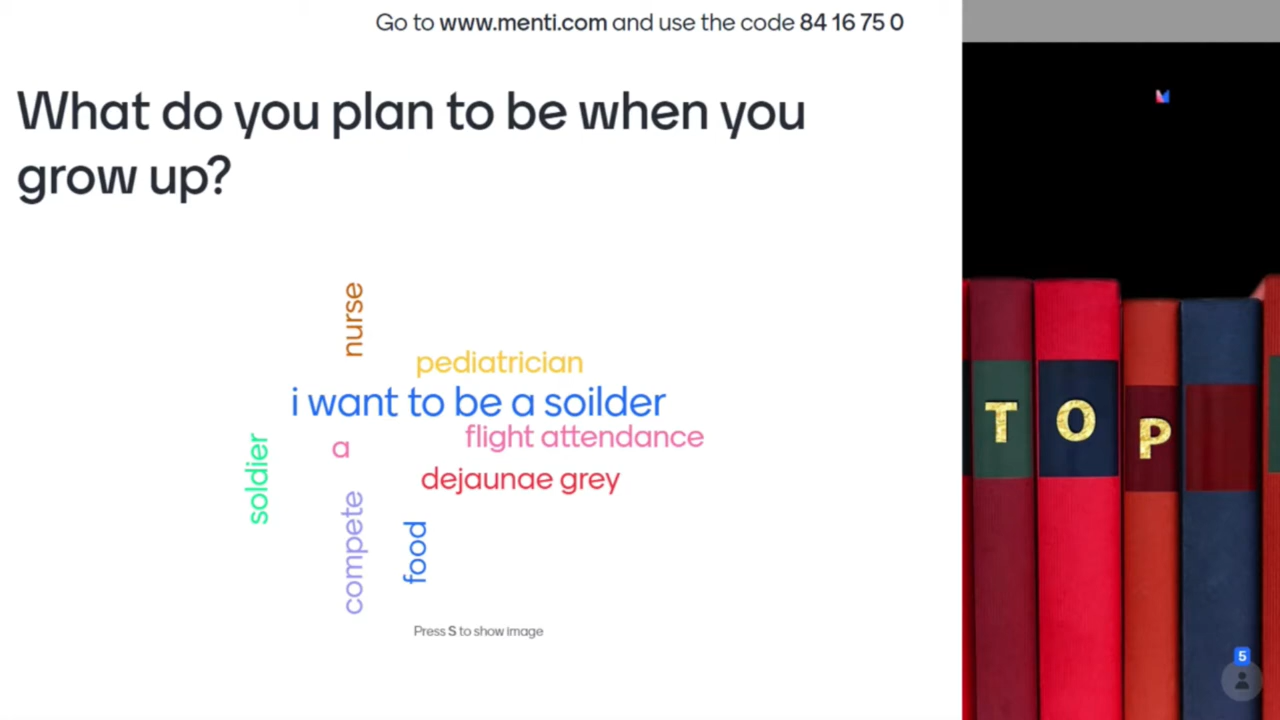 Go to www.menti.com and use the code 84 16 75 0
What do you plan to be when you
grow up?
nurse
pediatrician
i want to be a soilder
flight attendance
a
soldier
dejaunae grey
compete
food
Press S to show image
T O P
5